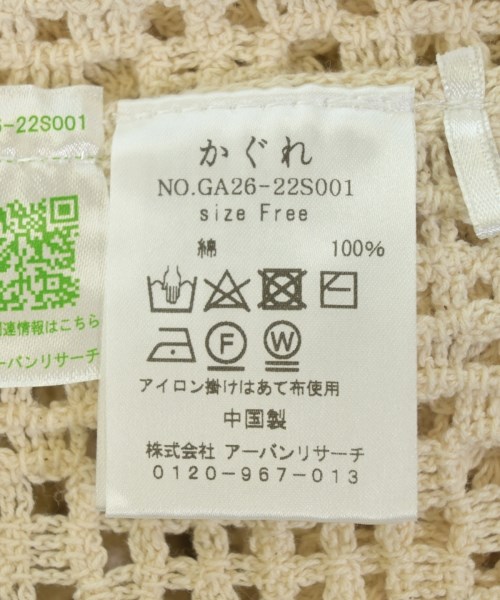 かぐれ
NO.GA26-22S001
size Free
綿 100%
F W
アイロン掛けはあて布使用
中国製
株式会社 アーバンリサーチ
0120-967-013
-22S001
連情報はこちら
アーバンリサーチ